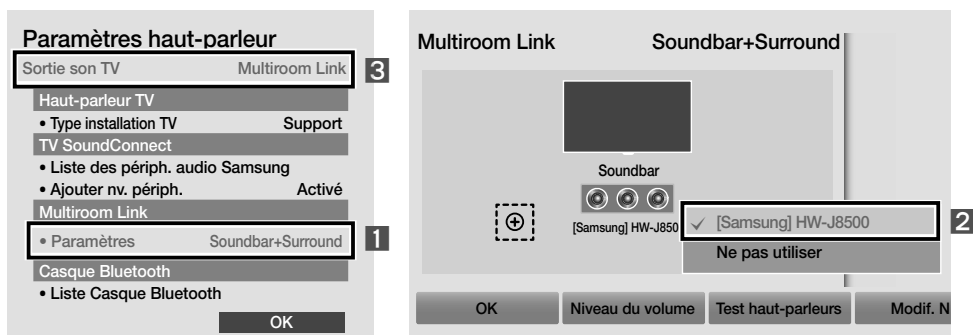 Paramètres haut-parleur
Sortie son TV Multiroom Link
3
Haut-parleur TV
• Type installation TV Support
TV SoundConnect
• Liste des périph. audio Samsung
• Ajouter nv. périph. Activé
Multiroom Link
• Paramètres Soundbar+Surround
1
Casque Bluetooth
• Liste Casque Bluetooth
OK
Multiroom Link Soundbar+Surround
Soundbar
[Samsung] HW-J850
✓ [Samsung] HW-J8500
2
Ne pas utiliser
OK Niveau du volume Test haut-parleurs Modif. N